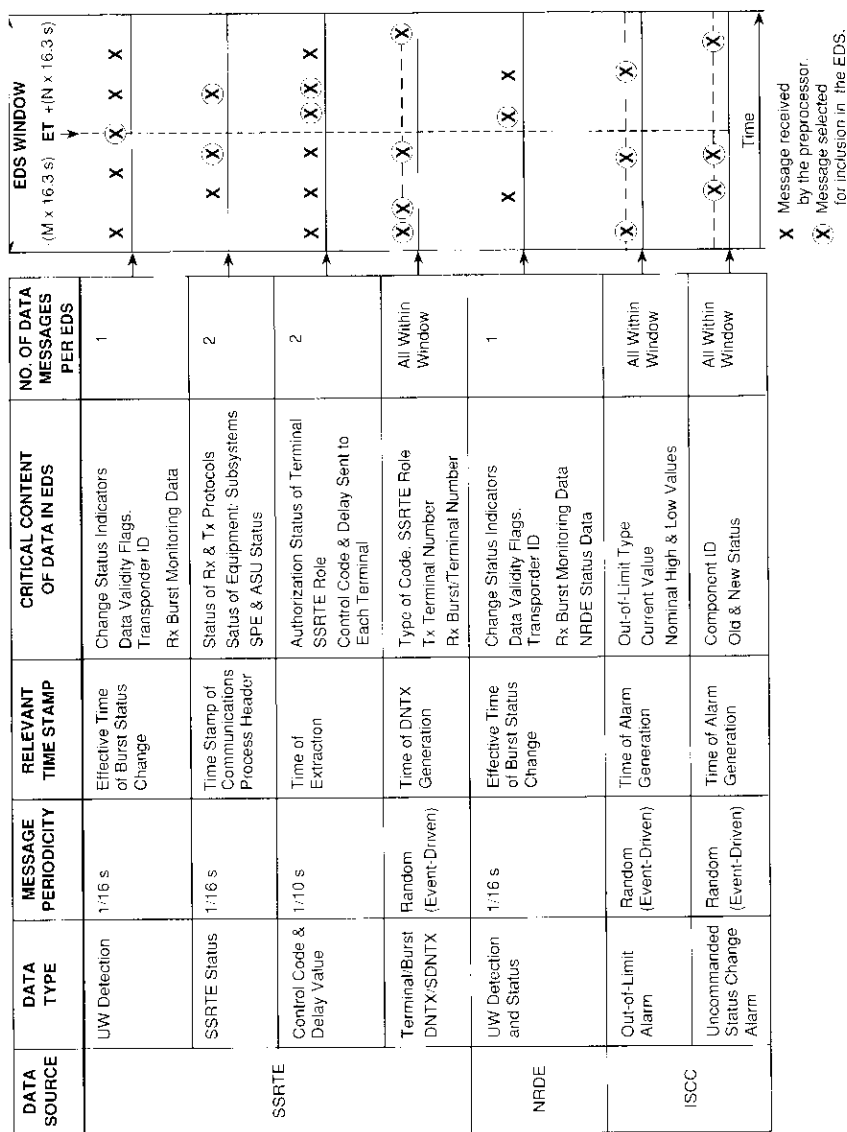 DATA
SOURCE
DATA
TYPE
MESSAGE
PERIODICITY
RELEVANT
TIME STAMP
CRITICAL CONTENT
OF DATA IN EDS
NO. OF DATA
MESSAGES
PER EDS
EDS WINDOW
-(M x 16.3 s) ET +(N x 16.3 s)
SSRTE
UW Detection
1/16 s
Effective Time
of Burst Status
Change
Change Status Indicators
Data Validity Flags.
Transponder ID
Rx Burst Monitoring Data
1
X X X X X
SSRTE Status
1/16 s
Time Stamp of
Communications
Process Header
Status of Rx & Tx Protocols
Satus of Equipment: Subsystems
SPE & ASU Status
2
X X X
Control Code &
Delay Value
1/10 s
Time of
Extraction
Authorization Status of Terminal
SSRTE Role
Control Code & Delay Sent to
Each Terminal
2
X X X X X X
Terminal/Burst
DNTX/SDNTX
Random
(Event-Driven)
Time of DNTX
Generation
Type of Code. SSRTE Role
Tx Terminal Number
Rx Burst/Terminal Number
All Within
Window
X X X X
NRDE
UW Detection
and Status
1/16 s
Effective Time
of Burst Status
Change
Change Status Indicators
Data Validity Flags.
Transponder ID
Rx Burst Monitoring Data
NRDE Status Data
1
X X X
ISCC
Out-of-Limit
Alarm
Random
(Event-Driven)
Time of Alarm
Generation
Out-of-Limit Type
Current Value
Nominal High & Low Values
All Within
Window
X X X
Uncommanded
Status Change
Alarm
Random
(Event-Driven)
Time of Alarm
Generation
Component ID
Old & New Status
All Within
Window
X X X
Time
X Message received
by the preprocessor.
X Message selected
for inclusion in the EDS.